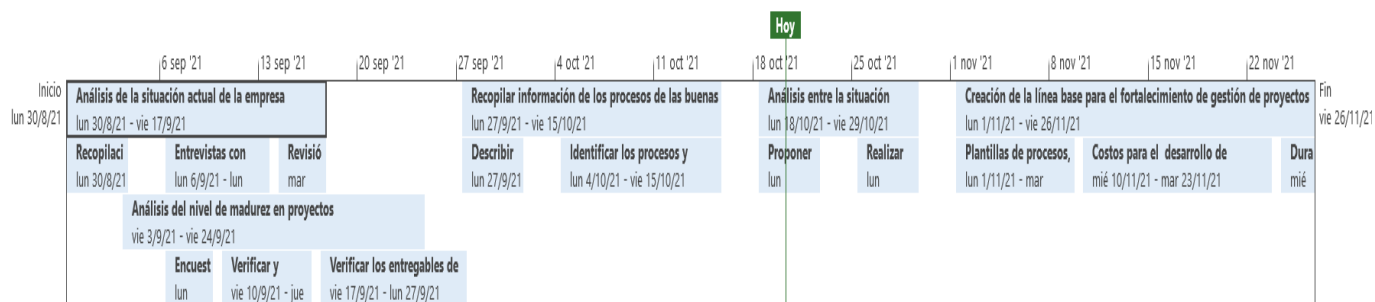 Hoy
6 sep '21
13 sep '21
20 sep '21
27 sep '21
4 oct '21
11 oct '21
18 oct '21
25 oct '21
1 nov '21
8 nov '21
15 nov '21
22 nov '21
Inicio
lun 30/8/21
Fin
vie 26/11/21
Análisis de la situación actual de la empresa
lun 30/8/21 - vie 17/9/21
Recopilar información de los procesos de las buenas
lun 27/9/21 - vie 15/10/21
Análisis entre la situación
lun 18/10/21 - vie 29/10/21
Creación de la línea base para el fortalecimiento de gestión de proyectos
lun 1/11/21 - vie 26/11/21
Recopilaci
lun 30/8/21
Entrevistas con
lun 6/9/21 - lun
Revisió
mar
Describir
lun 27/9/21
Identificar los procesos y
lun 4/10/21 - vie 15/10/21
Proponer
lun
Realizar
lun
Plantillas de procesos,
lun 1/11/21 - mar
Costos para el desarrollo de
mié 10/11/21 - mar 23/11/21
Dura
mié
Análisis del nivel de madurez en proyectos
vie 3/9/21 - vie 24/9/21
Encuest
lun
Verificar y
vie 10/9/21 - jue
Verificar los entregables de
vie 17/9/21 - lun 27/9/21